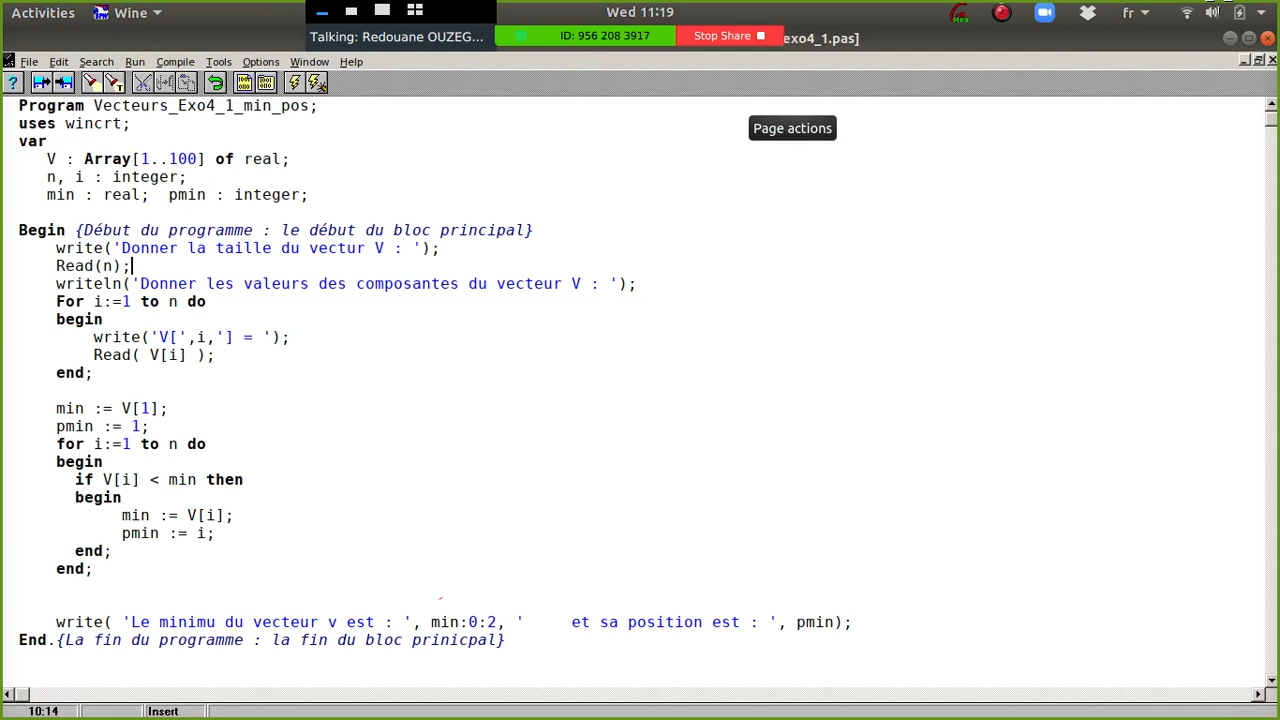 Activities Wine Wed 11:19 fr
Talking: Redouane OUZEG... ID: 956 208 3917 Stop Share exo4_1.pas]
File Edit Search Run Compile Tools Options Window Help
Page actions
Program Vecteurs_Exo4_1_min_pos;
uses wincrt;
var
V : Array[1..100] of real;
n, i : integer;
min : real; pmin : integer;
Begin {Début du programme : le début du bloc principal}
write('Donner la taille du vectur V : ');
Read(n);
writeln('Donner les valeurs des composantes du vecteur V : ');
For i:=1 to n do
begin
write('V[',i,'] = ');
Read( V[i] );
end;
min := V[1];
pmin := 1;
for i:=1 to n do
begin
if V[i] < min then
begin
min := V[i];
pmin := i;
end;
end;
write( 'Le minimu du vecteur v est : ', min:0:2, ' et sa position est : ', pmin);
End.{La fin du programme : la fin du bloc prinicpal}
10:14 Insert